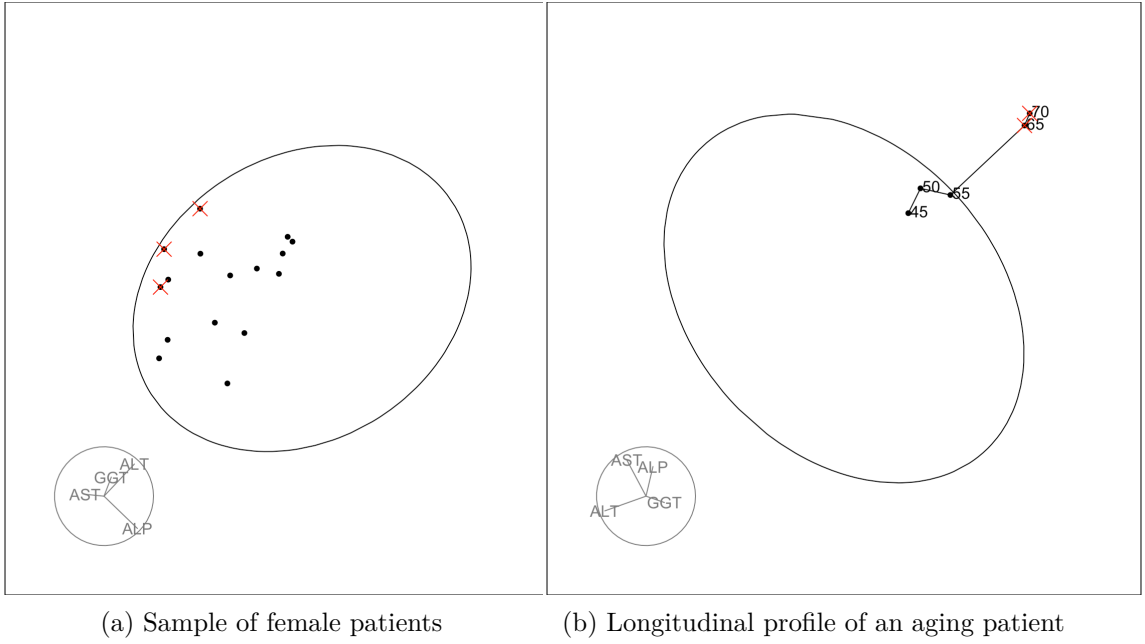 ALT
GGT
AST
ALP
70
65
50
55
45
AST
ALP
GGT
ALT
(a) Sample of female patients
(b) Longitudinal profile of an aging patient